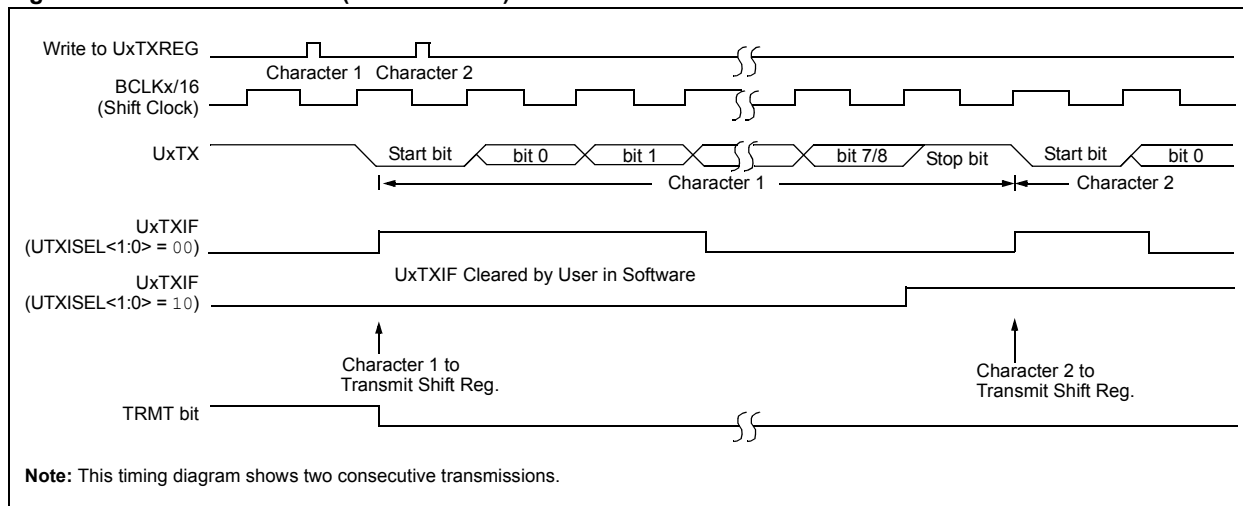 Write to UxTXREG
Character 1 Character 2
BCLKx/16
(Shift Clock)
UxTX
Start bit bit 0 bit 1 bit 7/8 Stop bit Start bit bit 0
Character 1 Character 2
UxTXIF
(UTXISEL<1:0> = 00)
UxTXIF Cleared by User in Software
UxTXIF
(UTXISEL<1:0> = 10)
Character 1 to
Transmit Shift Reg.
Character 2 to
Transmit Shift Reg.
TRMT bit
Note: This timing diagram shows two consecutive transmissions.